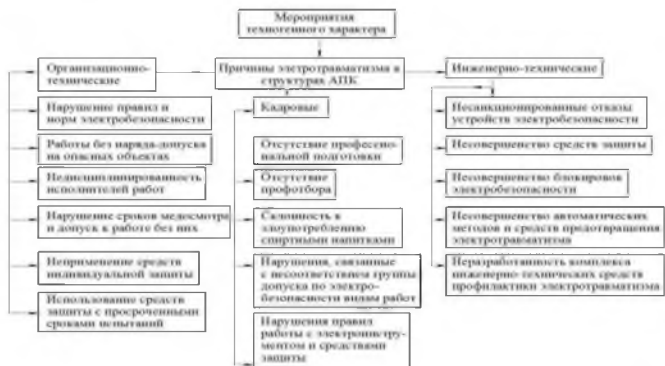 Мероприятия
техногенного характера
Организационно-
технические
Причины элетротравматизма в
структурах АПК
Инженерно-технические
Нарушение правил и
норм электробезопасности
Работы без наряда-допуска
на опасных объектах
Недисциплинированность
исполнителей работ
Нарушение сроков медосмотра
и допуск к работе без них
Неприменение средств
индивидуальной защиты
Использование средств
защиты с просроченными
сроками испытаний
Кадровые
Отсутствие професси-
нальной подготовки
Отсутствие
профотбора
Склонность к
злоупотреблению
спиртными напитками
Нарушения, связанные
с несоответствием группы
допуска по электро-
безопасности видам работ
Нарушения правил
работы с электроинстру-
ментом и средствами
защиты
Несанкционированные отказы
устройств электробезопасности
Несовершенство средств защиты
Несовершенство блокировок
электробезопасности
Несовершенство автоматических
методов и средств предотвращения
электротравматизма
Неразработанность комплекса
инженерно-технических средств
профилактики электротравматизма